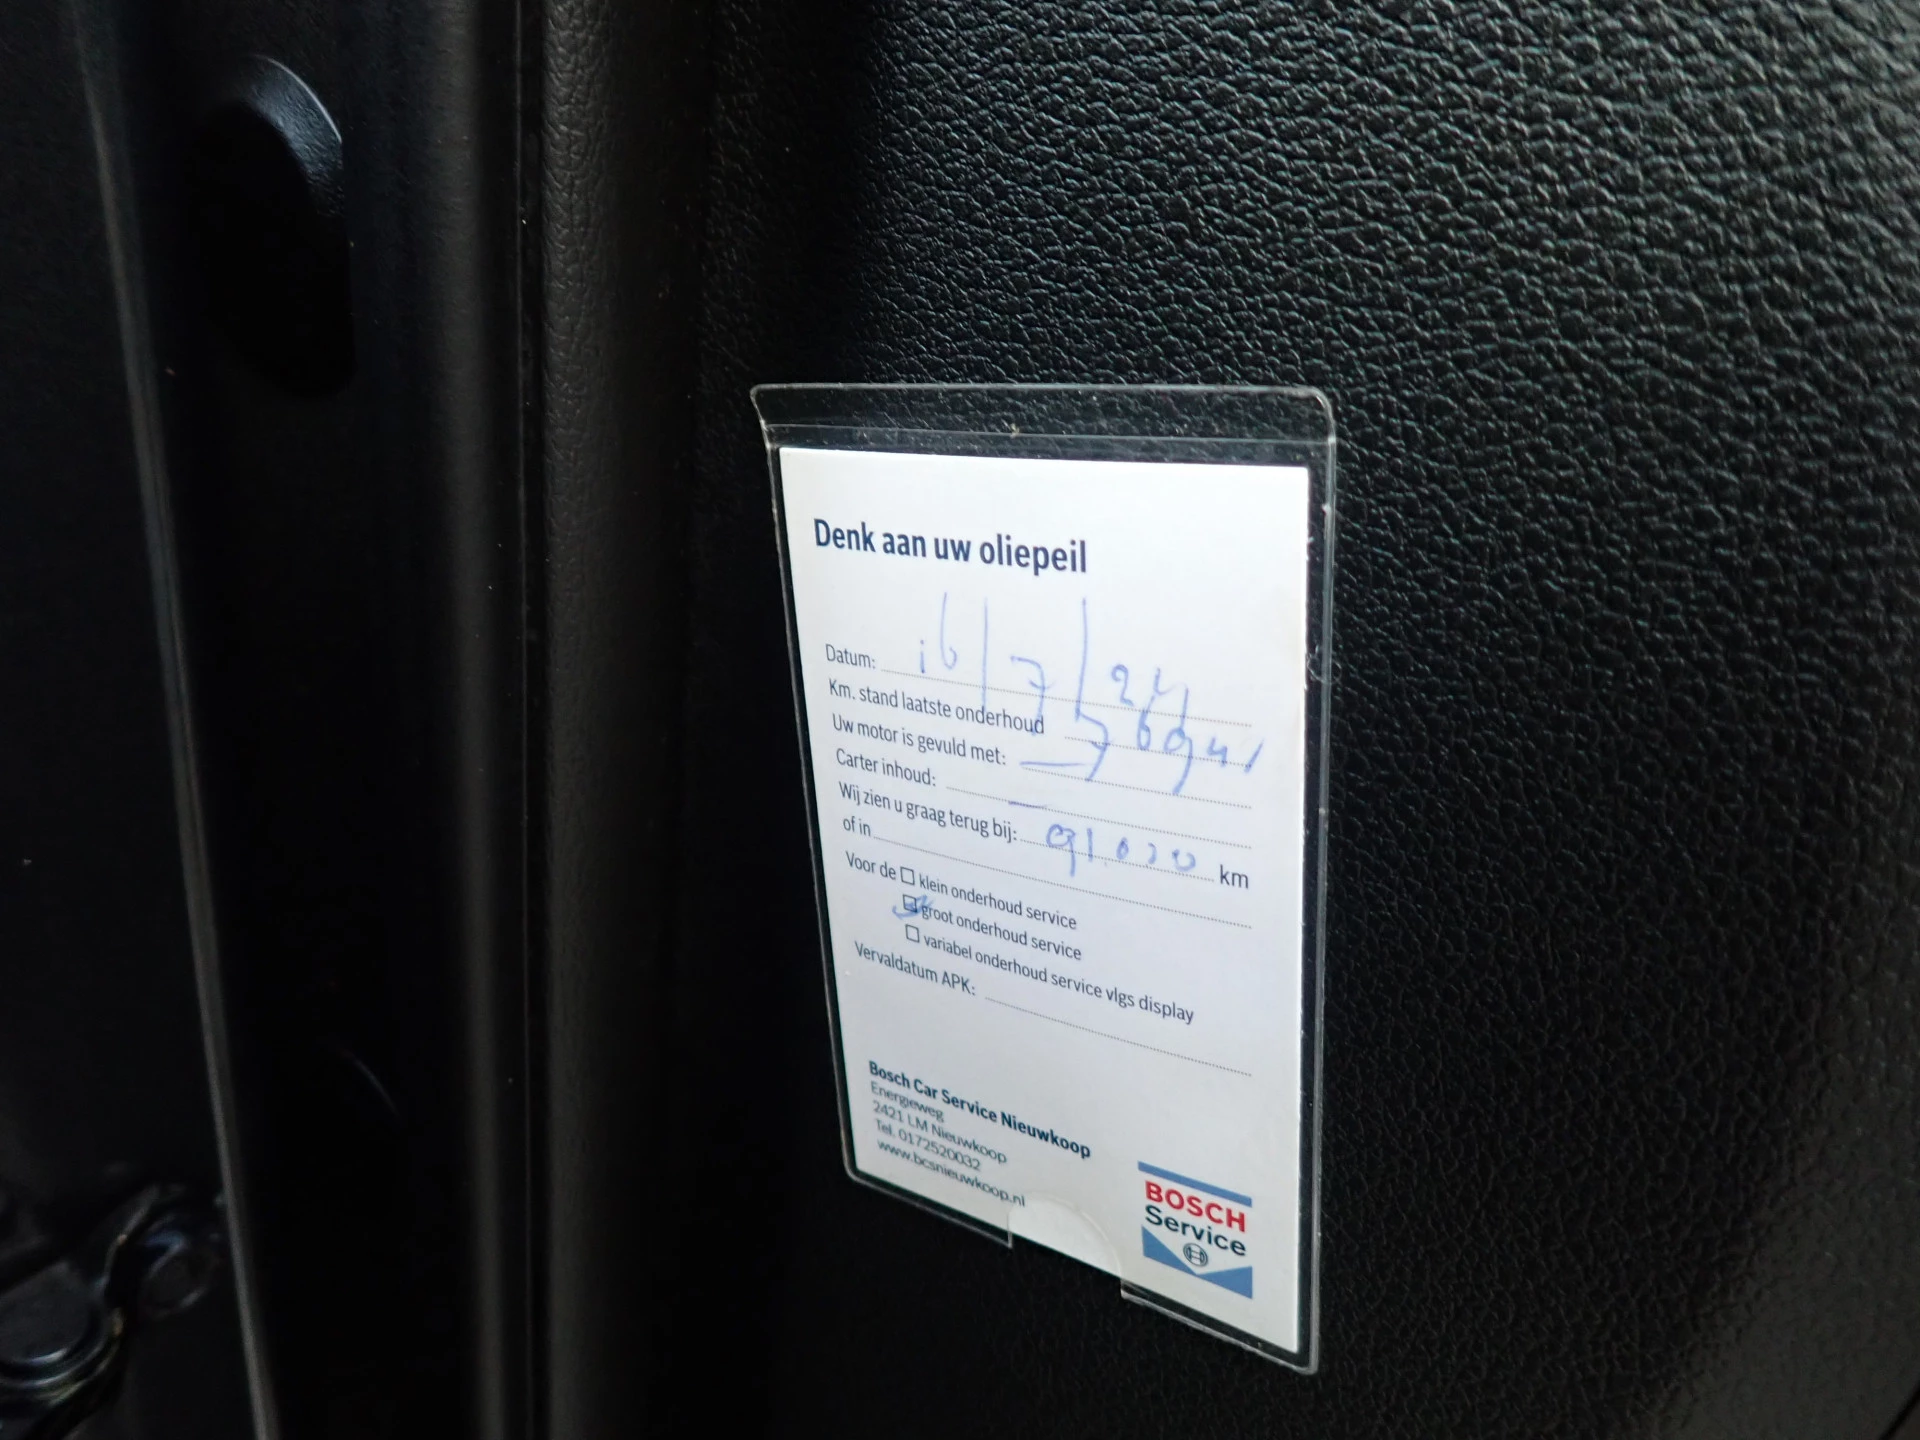 Denk aan uw oliepeil
Datum: 16/7/24
Km. stand laatste onderhoud 76941
Uw motor is gevuld met: —
Carter inhoud: —
Wij zien u graag terug bij: 91.000 km
of in
Voor de ☐ klein onderhoud service
☑ groot onderhoud service
☐ variabel onderhoud service vlgs display
Vervaldatum APK:
Bosch Car Service Nieuwkoop
Energieweg
2421 LM Nieuwkoop
Tel. 0172520032
www.bcsnieuwkoop.nl
BOSCH
Service